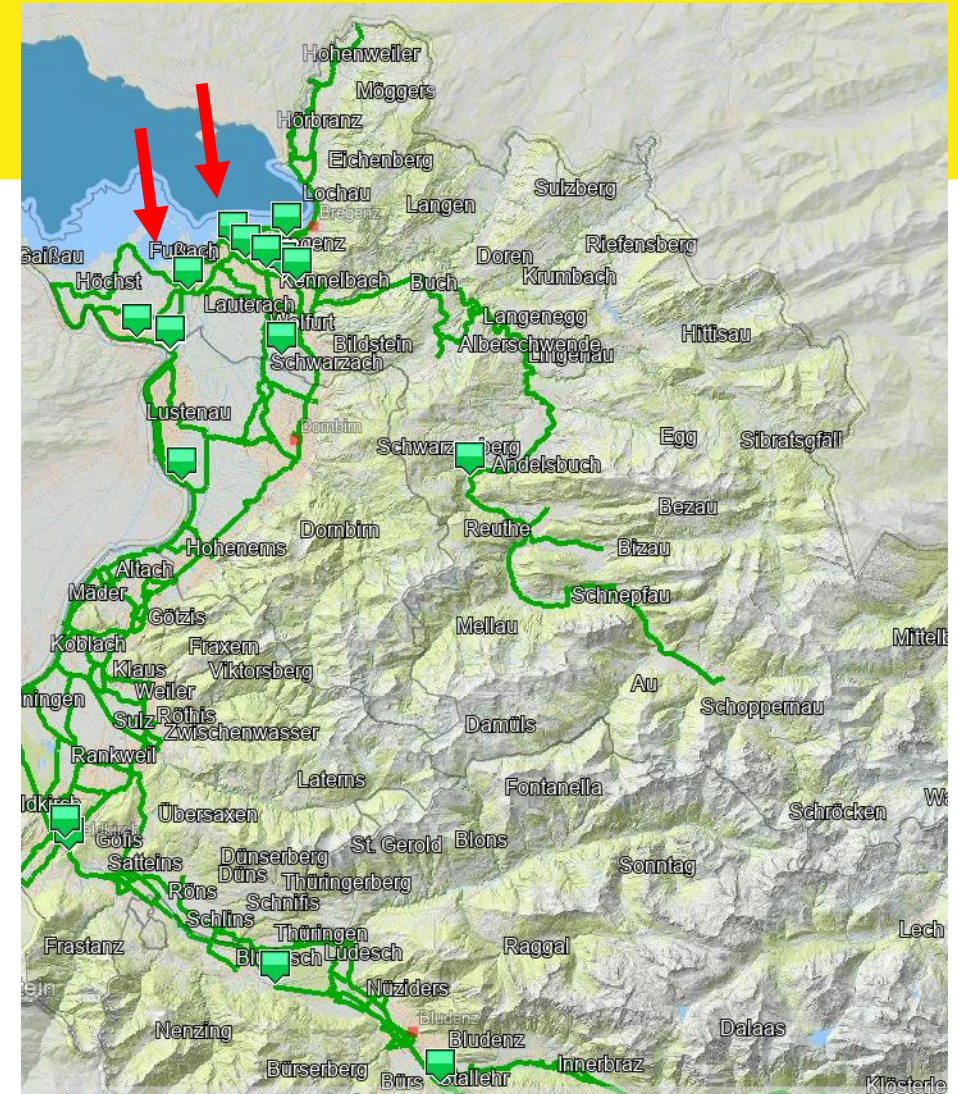 Hohenweiler
Möggers
Hörbranz
Eichenberg
Sulzberg
Lochau
Langen
Bregenz
Riefensberg
Fußach
Gaißau
Doren
Krumbach
Höchst
Kennelbach
Buch
Lauterach
Langenegg
Wolfurt
Hittisau
Bildstein
Alberschwende
Lingenau
Schwarzach
Lustenau
Dornbirn
Egg
Sibratsgfäll
Schwarzenberg
Andelsbuch
Bezau
Reuthe
Dornbirn
Hohenems
Bizau
Altach
Mäder
Schnepfau
Götzis
Mellau
Koblach
Fraxern
Klaus
Viktorsberg
Au
Weiler
ningen
Schoppernau
Sulz
Röthis
Damüls
Zwischenwasser
Rankweil
Laterns
Fontanella
Übersaxen
Schröcken
Göfis
St. Gerold
Blons
Satteins
Dünserberg
Düns
Thüringerberg
Sonntag
Röns
Schnifis
Schlins
Lech
Thüringen
Frastanz
Ludesch
Raggal
Nüziders
Bludenz
Nenzing
Bludenz
Dalaas
Bürserberg
Bürs
Stallehr
Innerbraz
Klösterle